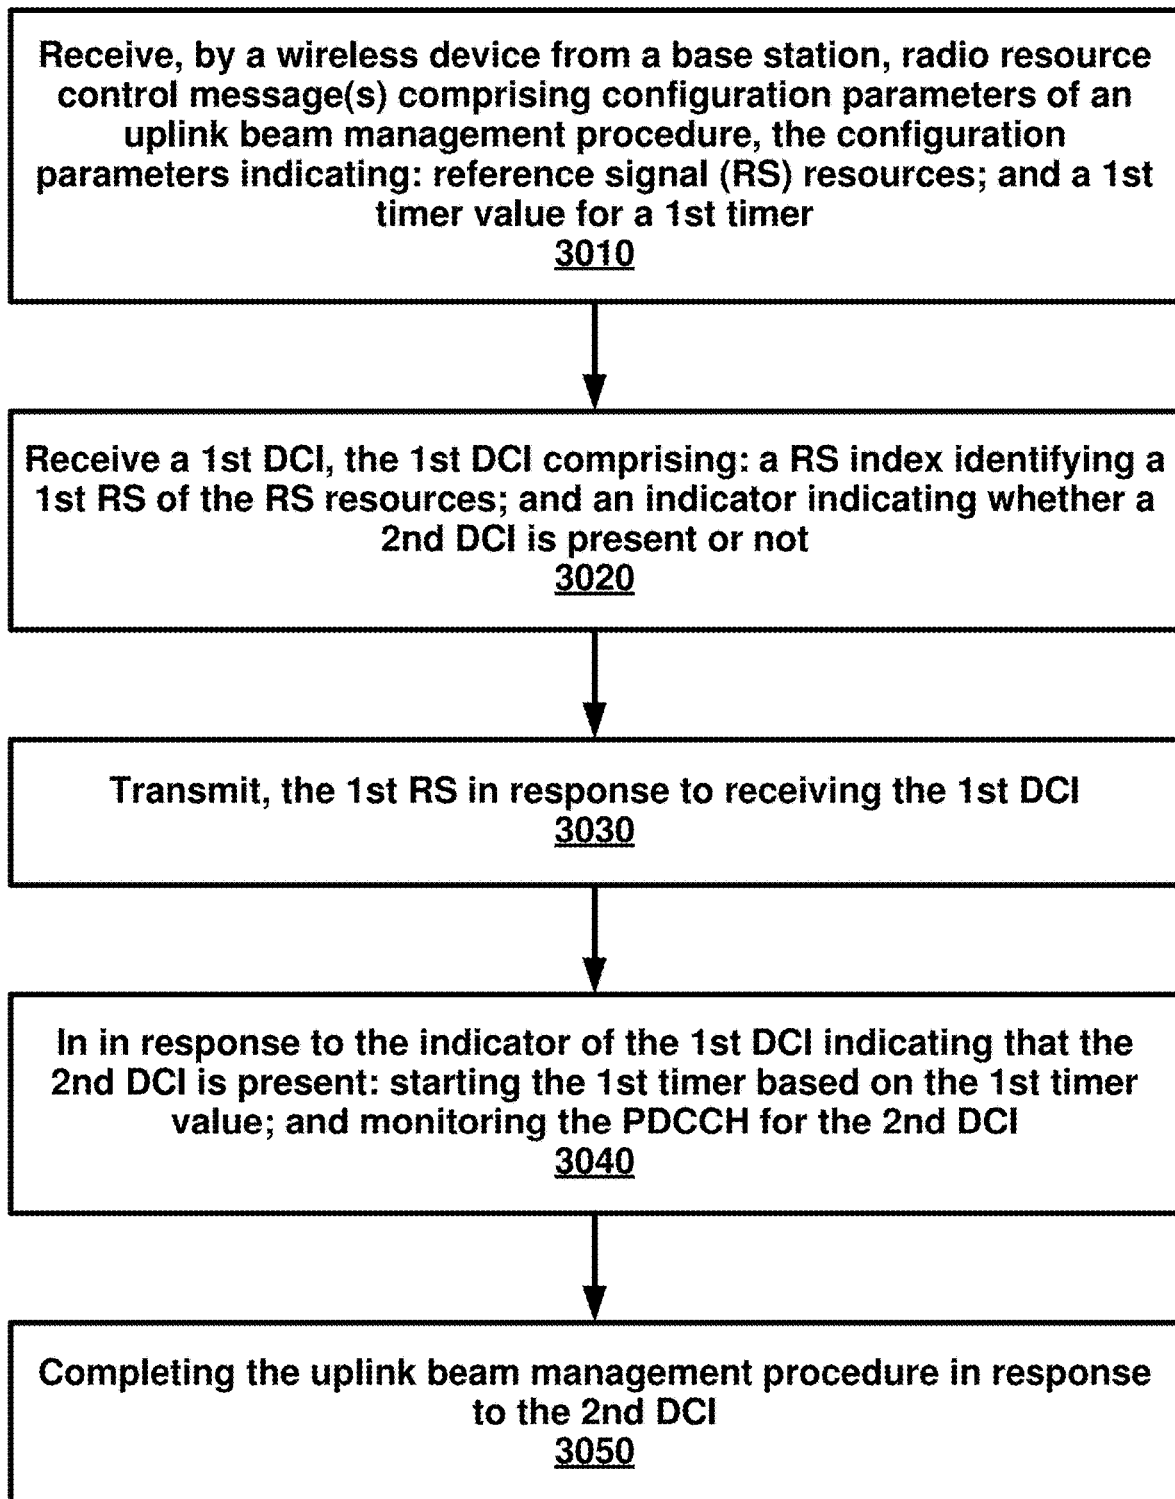 Receive, by a wireless device from a base station, radio resource
control message(s) comprising configuration parameters of an
uplink beam management procedure, the configuration
parameters indicating: reference signal (RS) resources; and a 1st
timer value for a 1st timer
3010
Receive a 1st DCI, the 1st DCI comprising: a RS index identifying a
1st RS of the RS resources; and an indicator indicating whether a
2nd DCI is present or not
3020
Transmit, the 1st RS in response to receiving the 1st DCI
3030
In in response to the indicator of the 1st DCI indicating that the
2nd DCI is present: starting the 1st timer based on the 1st timer
value; and monitoring the PDCCH for the 2nd DCI
3040
Completing the uplink beam management procedure in response
to the 2nd DCI
3050